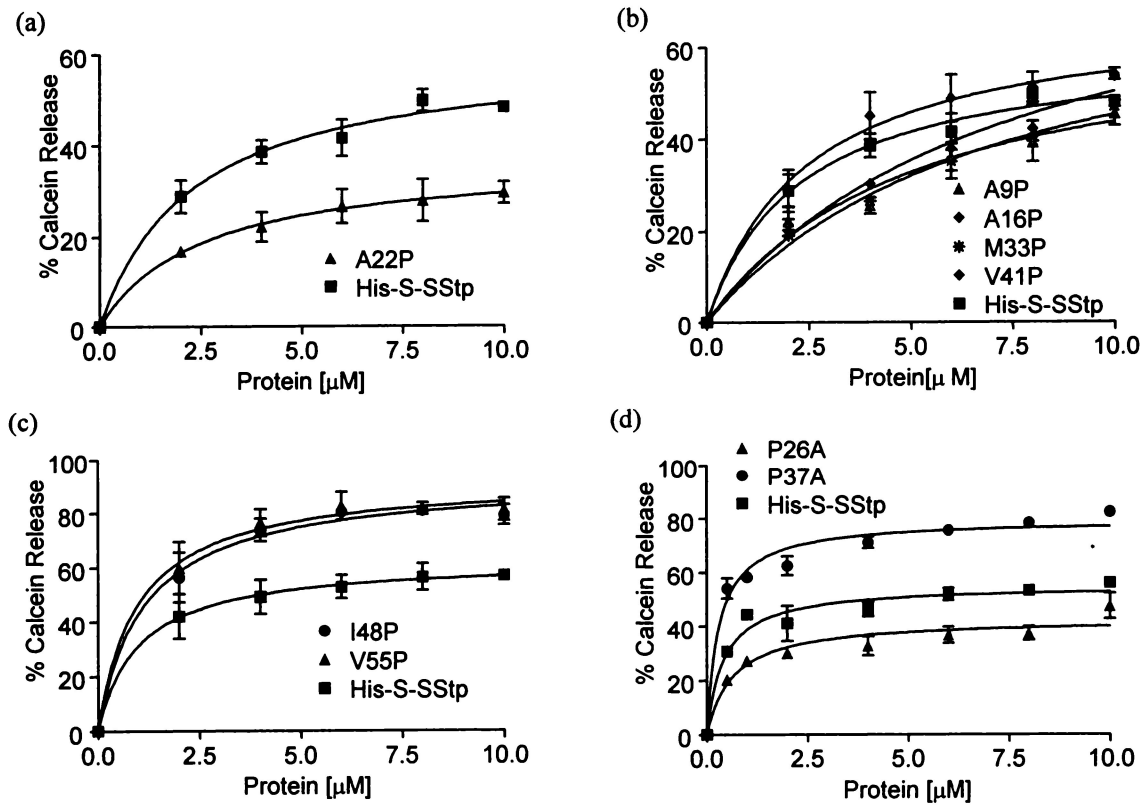 (a)
60
40
20
0
% Calcein Release
A22P
His-S-SStp
0.0 2.5 5.0 7.5 10.0
Protein [μM]
(b)
60
40
20
0
% Calcein Release
A9P
A16P
M33P
V41P
His-S-SStp
0.0 2.5 5.0 7.5 10.0
Protein[μ M]
(c)
100
80
60
40
20
0
% Calcein Release
I48P
V55P
His-S-SStp
0.0 2.5 5.0 7.5 10.0
Protein [μM]
(d)
P26A
P37A
His-S-SStp
100
80
60
40
20
0
% Calcein Release
0.0 2.5 5.0 7.5 10.0
Protein [μM]